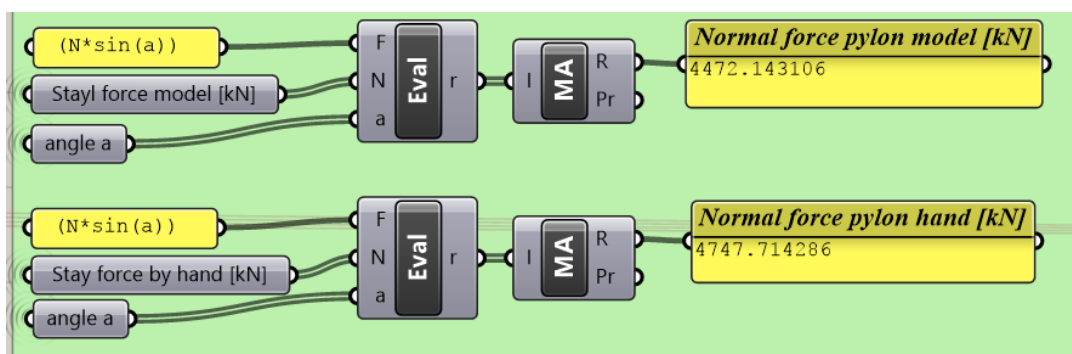 (N*sin(a))
Stayl force model [kN]
angle a
F
N
a
Eval
r
I
MA
R
Pr
Normal force pylon model [kN]
4472.143106
(N*sin(a))
Stay force by hand [kN]
angle a
F
N
a
Eval
r
I
MA
R
Pr
Normal force pylon hand [kN]
4747.714286